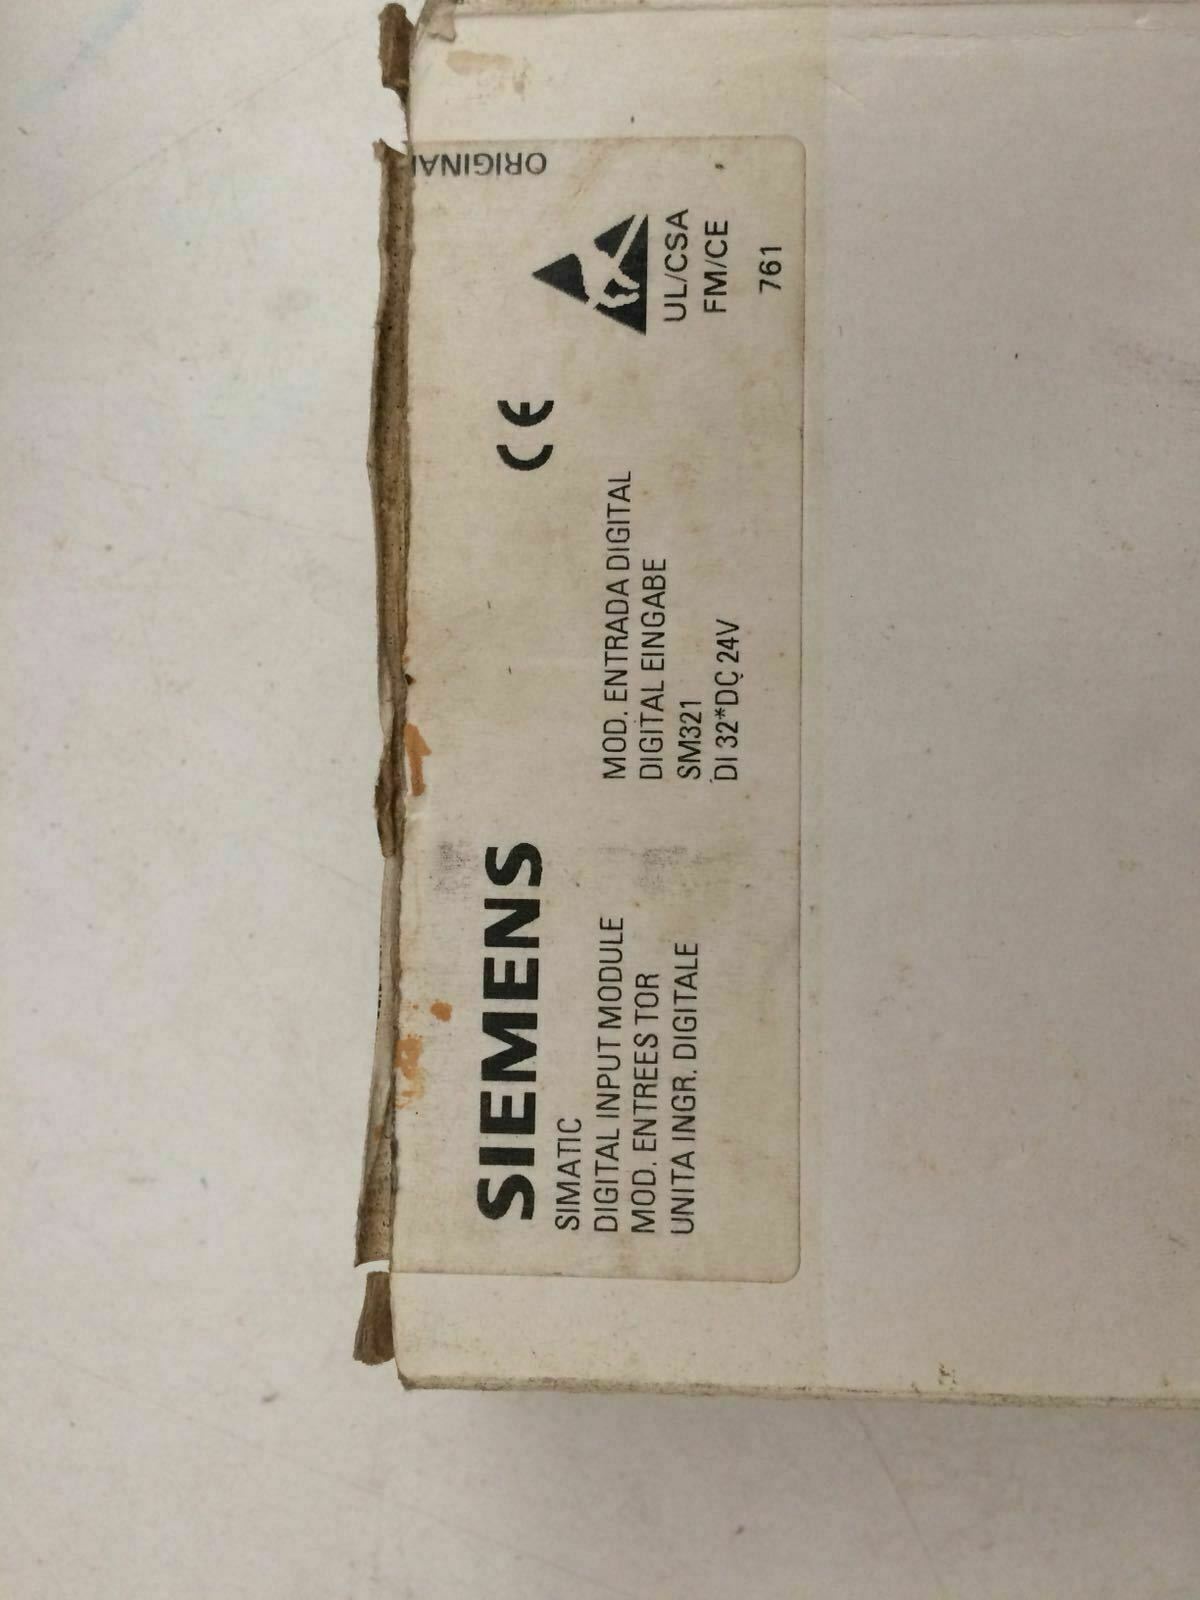 SIEMENS
SIMATIC
DIGITAL INPUT MODULE
MOD. ENTREES TOR
UNITA INGR. DIGITALE
MOD. ENTRADA DIGITAL
DIGITAL EINGABE
SM321
DI 32*DC 24V
CE
UL/CSA
FM/CE
761
ORIGINAL